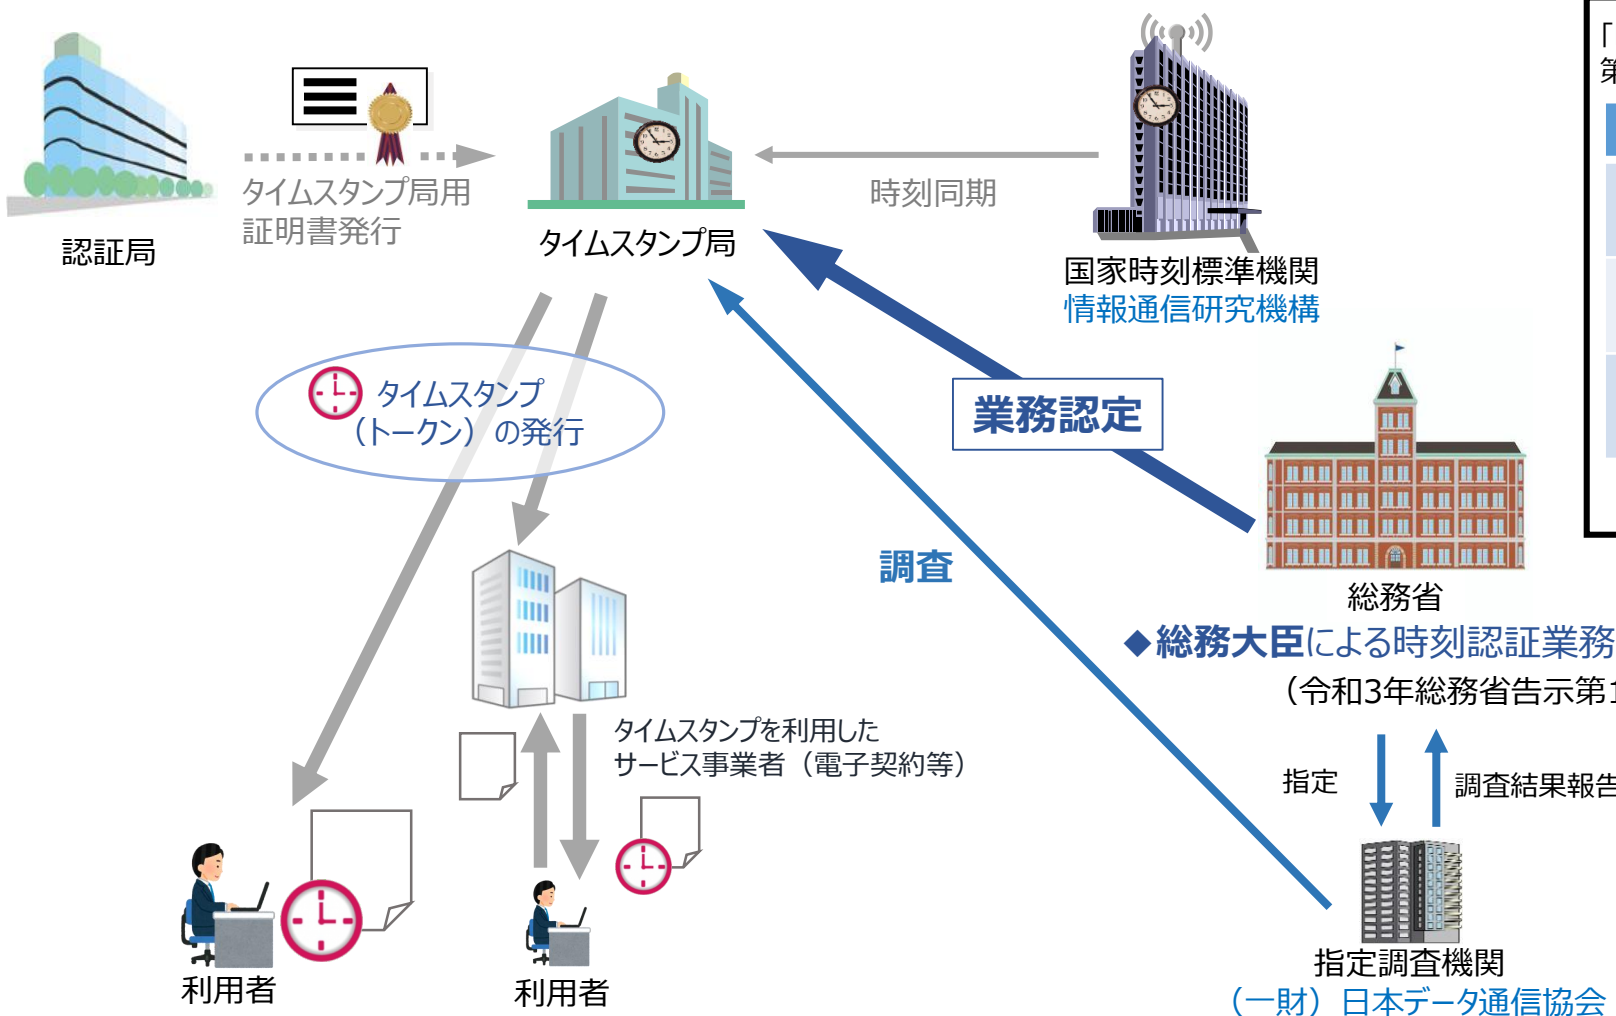 「
第
タイムスタンプ局用
証明書発行
時刻同期
認証局
タイムスタンプ局
国家時刻標準機関
情報通信研究機構
タイムスタンプ
（トークン）の発行
業務認定
調査
総務省
◆総務大臣による時刻認証業務
（令和3年総務省告示第
タイムスタンプを利用した
サービス事業者（電子契約等）
指定
調査結果報告
利用者
利用者
指定調査機関
（一財）日本データ通信協会